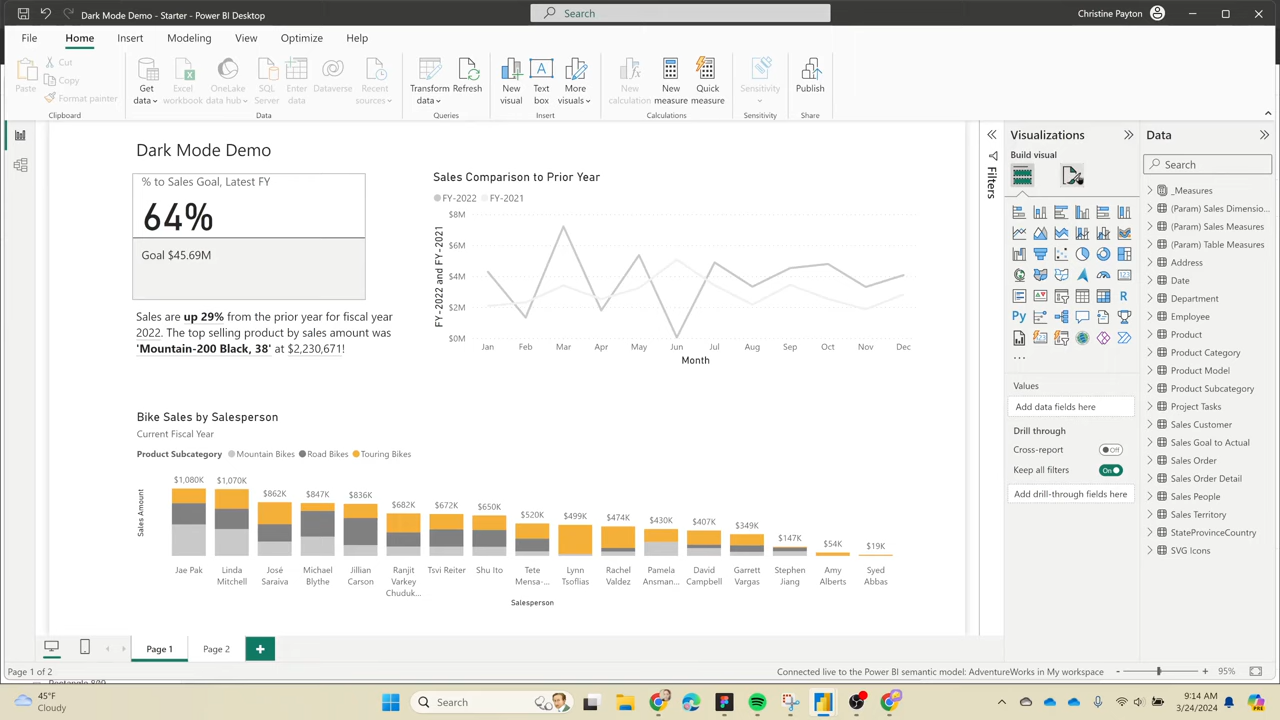 Dark Mode Demo - Starter - Power BI Desktop
Search
Christine Payton
File Home Insert Modeling View Optimize Help
Paste
Cut
Copy
Format painter
Clipboard
Get data
Excel workbook
OneLake data hub
SQL Server
Enter data
Dataverse
Recent sources
Data
Transform data
Refresh
Queries
New visual
Text box
More visuals
Insert
New calculation
New measure
Quick measure
Calculations
Sensitivity
Sensitivity
Publish
Share
Dark Mode Demo
% to Sales Goal, Latest FY
64%
Goal $45.69M
Sales are up 29% from the prior year for fiscal year
2022. The top selling product by sales amount was
'Mountain-200 Black, 38' at $2,230,671!
Sales Comparison to Prior Year
FY-2022 FY-2021
FY-2022 and FY-2021
$8M
$6M
$4M
$2M
$0M
Jan Feb Mar Apr May Jun Jul Aug Sep Oct Nov Dec
Month
Bike Sales by Salesperson
Current Fiscal Year
Product Subcategory Mountain Bikes Road Bikes Touring Bikes
Sales Amount
$1,080K $1,070K $862K $847K $836K $682K $672K $650K $520K $499K $474K $430K $407K $349K $147K $54K $19K
Jae Pak
Linda Mitchell
José Saraiva
Michael Blythe
Jillian Carson
Ranjit Varkey Chuduk...
Tsvi Reiter
Shu Ito
Tete Mensa-...
Lynn Tsoflias
Rachel Valdez
Pamela Ansman...
David Campbell
Garrett Vargas
Stephen Jiang
Amy Alberts
Syed Abbas
Salesperson
Filters
Visualizations
Build visual
R
Py
123
...
Values
Add data fields here
Drill through
Cross-report Off
Keep all filters On
Add drill-through fields here
Data
Search
_Measures
(Param) Sales Dimensio...
(Param) Sales Measures
(Param) Table Measures
Address
Date
Department
Employee
Product
Product Category
Product Model
Product Subcategory
Project Tasks
Sales Customer
Sales Goal to Actual
Sales Order
Sales Order Detail
Sales People
Sales Territory
StateProvinceCountry
SVG Icons
Page 1 Page 2 +
Page 1 of 2
Connected live to the Power BI semantic model: AdventureWorks in My workspace
- + 95%
45°F
Cloudy
Search
9:14 AM
3/24/2024